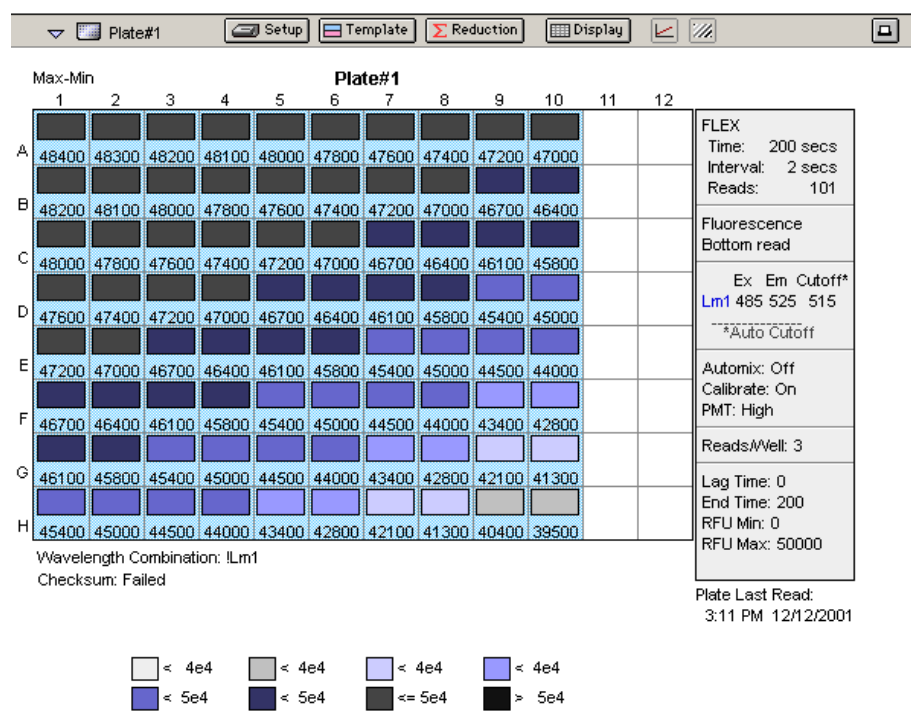 Plate#1 Setup Template Reduction Display
Max-Min Plate#1
1 2 3 4 5 6 7 8 9 10 11 12
A 48400 48300 48200 48100 48000 47800 47600 47400 47200 47000
B 48200 48100 48000 47800 47600 47400 47200 47000 46700 46400
C 48000 47800 47600 47400 47200 47000 46700 46400 46100 45800
D 47600 47400 47200 47000 46700 46400 46100 45800 45400 45000
E 47200 47000 46700 46400 46100 45800 45400 45000 44500 44000
F 46700 46400 46100 45800 45400 45000 44500 44000 43400 42800
G 46100 45800 45400 45000 44500 44000 43400 42800 42100 41300
H 45400 45000 44500 44000 43400 42800 42100 41300 40400 39500
Wavelength Combination: !Lm1
Checksum: Failed
FLEX
Time: 200 secs
Interval: 2 secs
Reads: 101
Fluorescence
Bottom read
Ex Em Cutoff*
Lm1 485 525 515
*Auto Cutoff
Automix: Off
Calibrate: On
PMT: High
Reads/Well: 3
Lag Time: 0
End Time: 200
RFU Min: 0
RFU Max: 50000
Plate Last Read:
3:11 PM 12/12/2001
< 4e4 < 4e4 < 4e4 < 4e4
< 5e4 < 5e4 <= 5e4 > 5e4